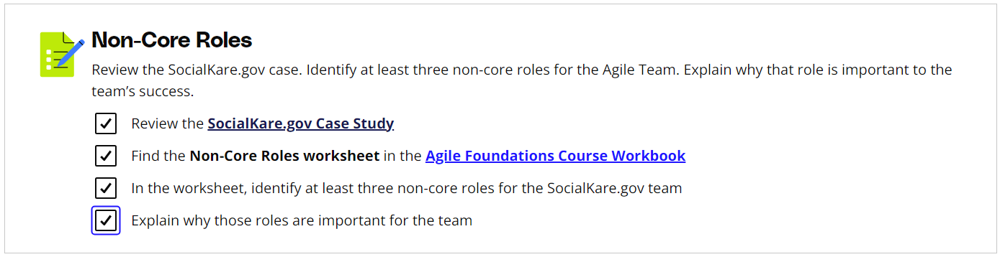 Non-Core Roles
Review the SocialKare.gov case. Identify at least three non-core roles for the Agile Team. Explain why that role is important to the
team’s success.
Review the SocialKare.gov Case Study
Find the Non-Core Roles worksheet in the Agile Foundations Course Workbook
In the worksheet, identify at least three non-core roles for the SocialKare.gov team
Explain why those roles are important for the team